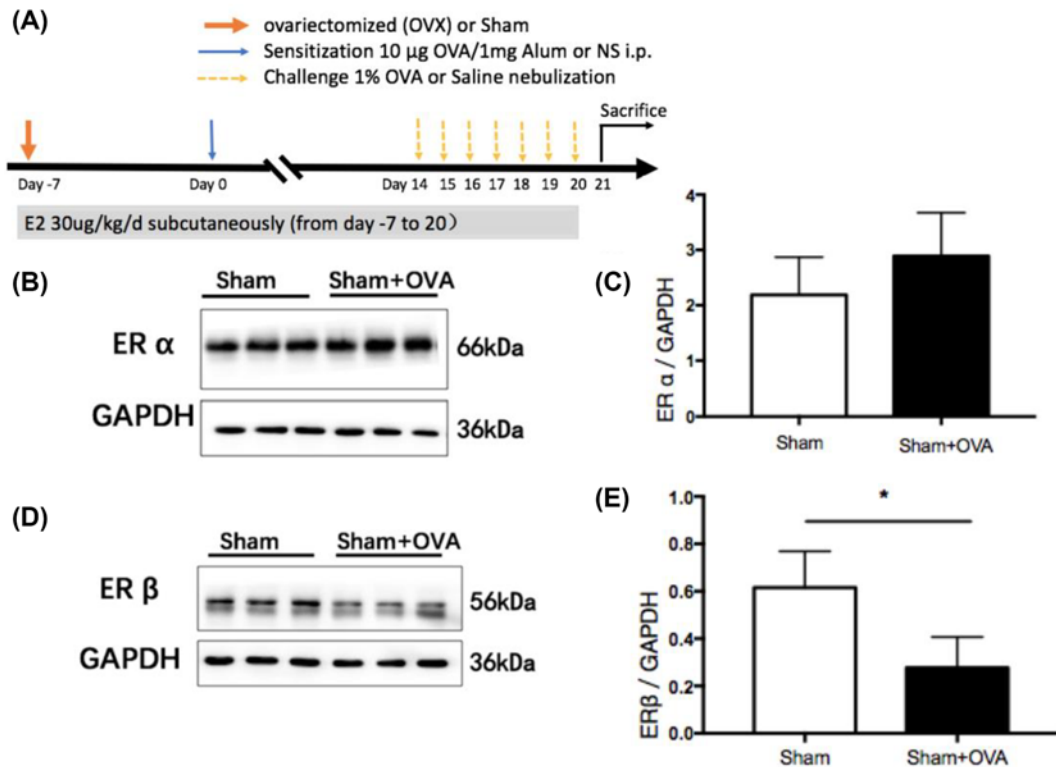 (A)
ovariectomized (OVX) or Sham
Sensitization 10 µg OVA/1mg Alum or NS i.p.
Challenge 1% OVA or Saline nebulization
Sacrifice
Day -7 Day 0 Day 14 15 16 17 18 19 20 21
E2 30ug/kg/d subcutaneously (from day -7 to 20）
(B)
Sham Sham+OVA
ER α 66kDa
GAPDH 36kDa
(C)
ER α / GAPDH
4
3
2
1
0
Sham Sham+OVA
(D)
Sham Sham+OVA
ER β 56kDa
GAPDH 36kDa
(E)
ERβ / GAPDH
1.0
0.8
0.6
0.4
0.2
0.0
*
Sham Sham+OVA